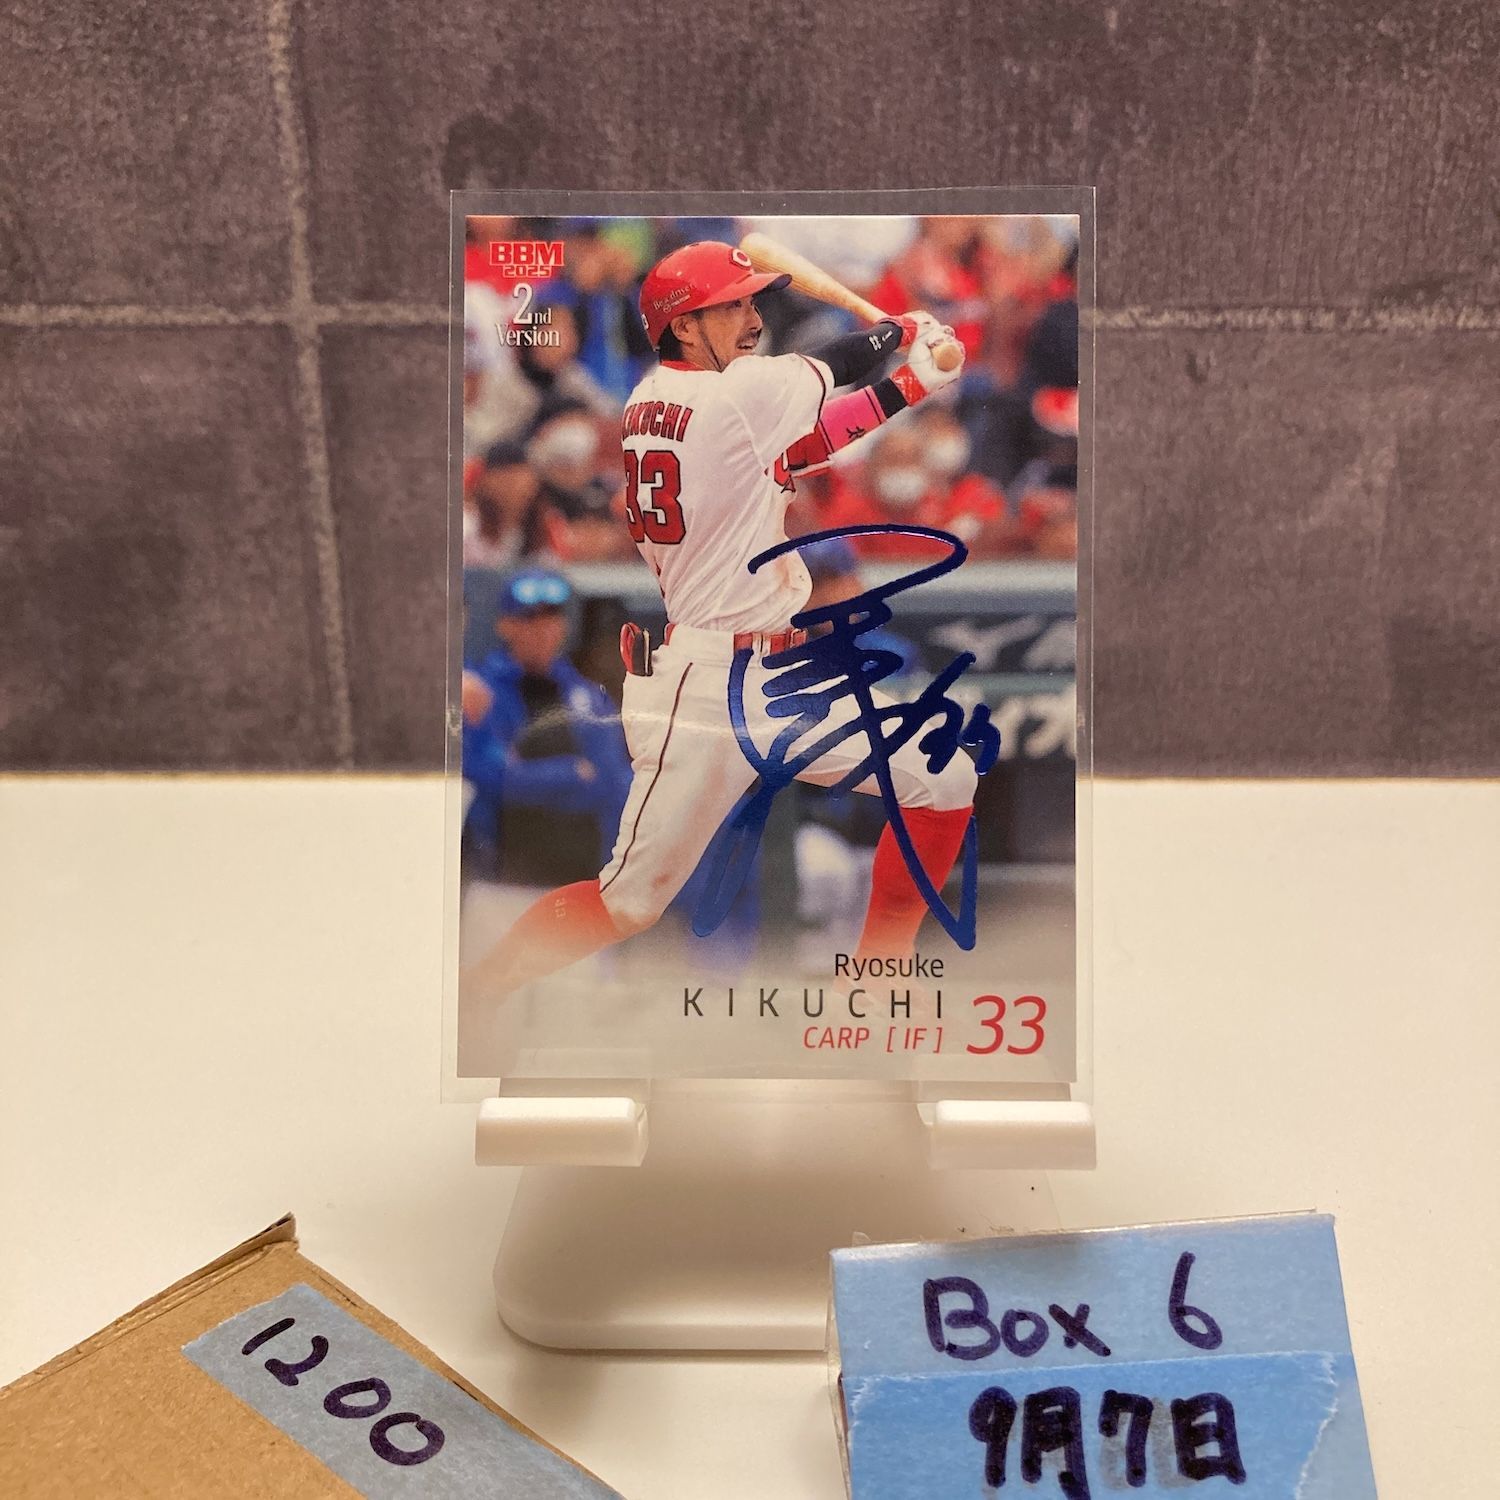 BBM
2025
2nd
Version
KIKUCHI
33
Ryosuke
KIKUCHI
CARP [IF] 33
1200
Box 6
9月7日